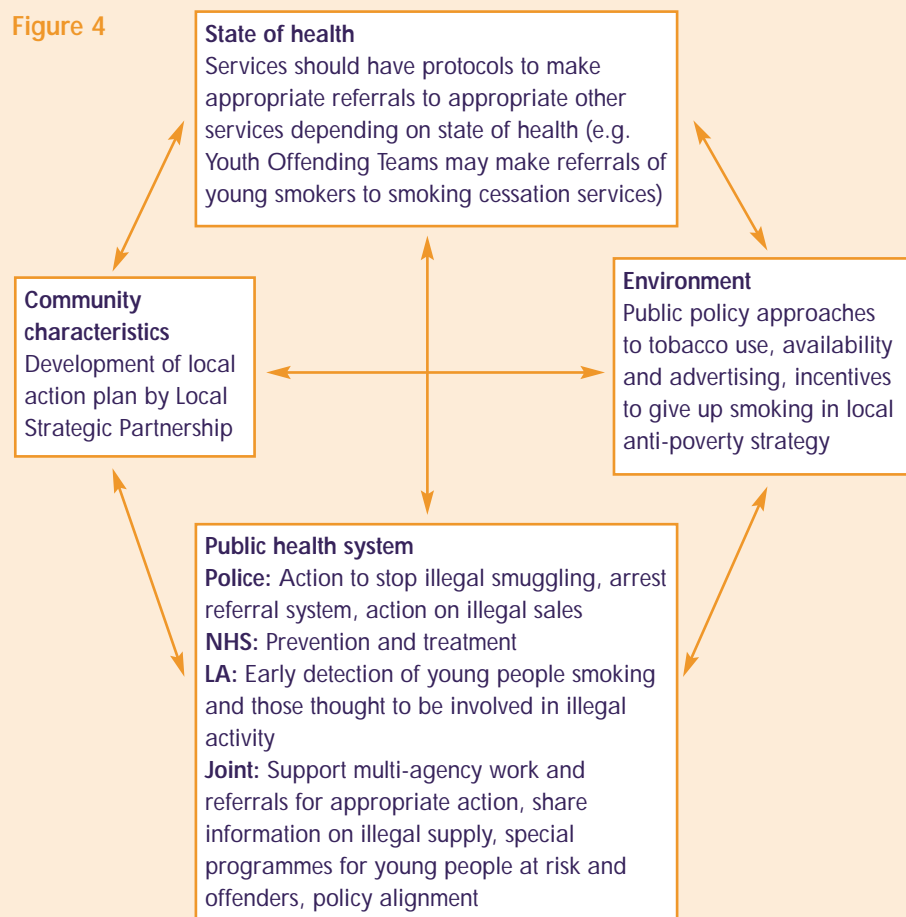 Figure 4
State of health
Services should have protocols to make
appropriate referrals to appropriate other
services depending on state of health (e.g.
Youth Offending Teams may make referrals of
young smokers to smoking cessation services)
Community
characteristics
Development of local
action plan by Local
Strategic Partnership
Environment
Public policy approaches
to tobacco use, availability
and advertising, incentives
to give up smoking in local
anti-poverty strategy
Public health system
Police: Action to stop illegal smuggling, arrest
referral system, action on illegal sales
NHS: Prevention and treatment
LA: Early detection of young people smoking
and those thought to be involved in illegal
activity
Joint: Support multi-agency work and
referrals for appropriate action, share
information on illegal supply, special
programmes for young people at risk and
offenders, policy alignment